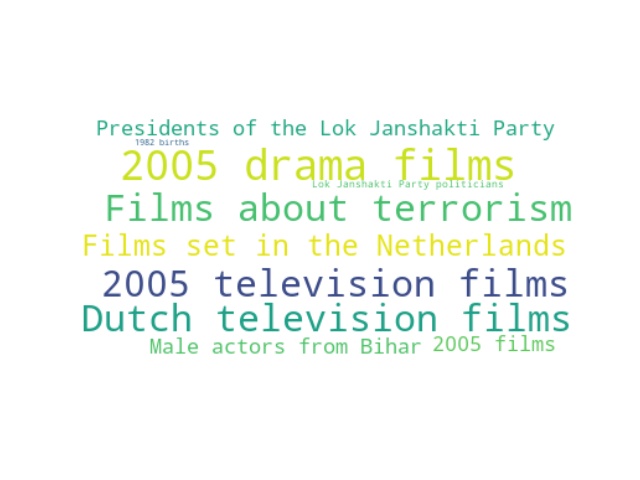 Presidents of the Lok Janshakti Party
1982 births
2005 drama films
Lok Janshakti Party politicians
Films about terrorism
Films set in the Netherlands
2005 television films
Dutch television films
Male actors from Bihar
2005 films